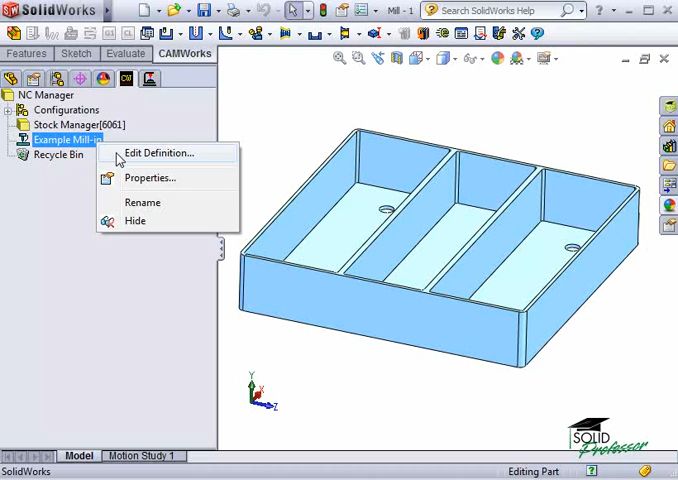 SolidWorks
Mill - 1
Search SolidWorks Help
Features
Sketch
Evaluate
CAMWorks
NC Manager
Configurations
Stock Manager[6061]
Example Mill-in
Recycle Bin
Edit Definition...
Properties...
Rename
Hide
Y
X
Z
SOLID
Professor
Model
Motion Study 1
SolidWorks
Editing Part